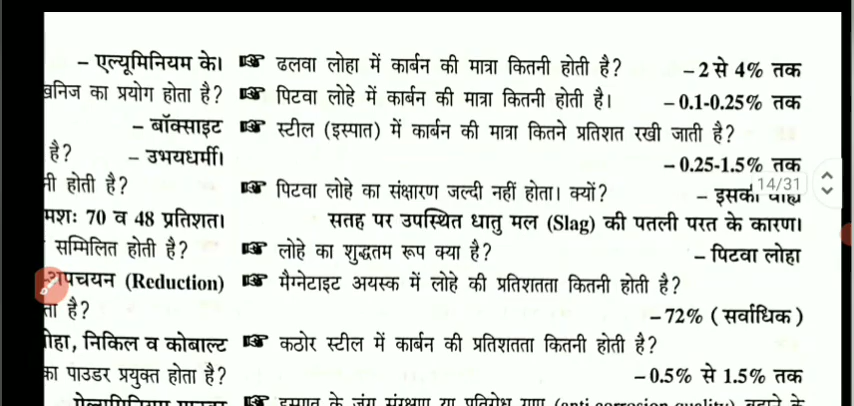 – एल्यूमिनियम के।
खनिज का प्रयोग होता है?
– बॉक्साइट
है? – उभयधर्मी।
नी होती है?
मशः 70 व 48 प्रतिशत।
सम्मिलित होती है?
पचयन (Reduction)
ता है?
ोहा, निकिल व कोबाल्ट
का पाउडर प्रयुक्त होता है?
☞ ढलवा लोहा में कार्बन की मात्रा कितनी होती है? – 2 से 4% तक
☞ पिटवा लोहे में कार्बन की मात्रा कितनी होती है। – 0.1-0.25% तक
☞ स्टील (इस्पात) में कार्बन की मात्रा कितने प्रतिशत रखी जाती है?
– 0.25-1.5% तक
☞ पिटवा लोहे का संक्षारण जल्दी नहीं होता। क्यों? – इसकी वाह्य
सतह पर उपस्थित धातु मल (Slag) की पतली परत के कारण।
☞ लोहे का शुद्धतम रूप क्या है? – पिटवा लोहा
☞ मैग्नेटाइट अयस्क में लोहे की प्रतिशतता कितनी होती है?
– 72% ( सर्वाधिक )
☞ कठोर स्टील में कार्बन की प्रतिशतता कितनी होती है?
– 0.5% से 1.5% तक
14/31